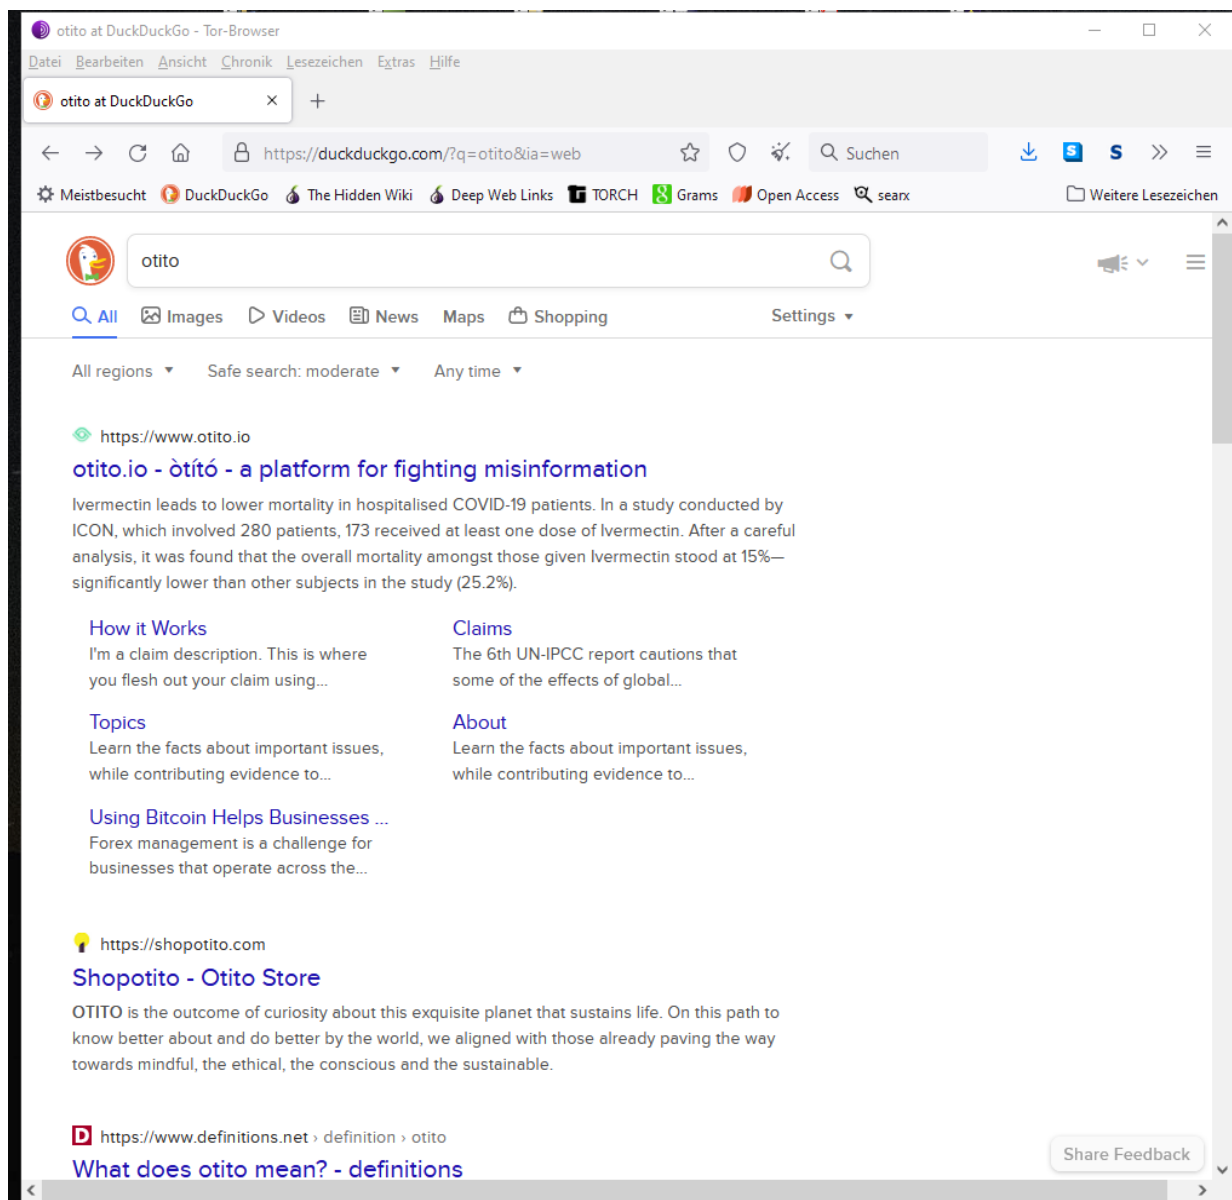 otito at DuckDuckGo - Tor-Browser
Datei Bearbeiten Ansicht Chronik Lesezeichen Extras Hilfe
otito at DuckDuckGo
https://duckduckgo.com/?q=otito&ia=web
Suchen
S S
Meistbesucht DuckDuckGo The Hidden Wiki Deep Web Links TORCH Grams Open Access searx Weitere Lesezeichen
otito
All Images Videos News Maps Shopping Settings
All regions Safe search: moderate Any time
https://www.otito.io
otito.io - òtító - a platform for fighting misinformation
Ivermectin leads to lower mortality in hospitalised COVID-19 patients. In a study conducted by
ICON, which involved 280 patients, 173 received at least one dose of Ivermectin. After a careful
analysis, it was found that the overall mortality amongst those given Ivermectin stood at 15%—
significantly lower than other subjects in the study (25.2%).
How it Works
I'm a claim description. This is where
you flesh out your claim using...
Claims
The 6th UN-IPCC report cautions that
some of the effects of global...
Topics
Learn the facts about important issues,
while contributing evidence to...
About
Learn the facts about important issues,
while contributing evidence to...
Using Bitcoin Helps Businesses ...
Forex management is a challenge for
businesses that operate across the...
https://shopotito.com
Shopotito - Otito Store
OTITO is the outcome of curiosity about this exquisite planet that sustains life. On this path to
know better about and do better by the world, we aligned with those already paving the way
towards mindful, the ethical, the conscious and the sustainable.
D https://www.definitions.net › definition › otito
What does otito mean? - definitions
Share Feedback